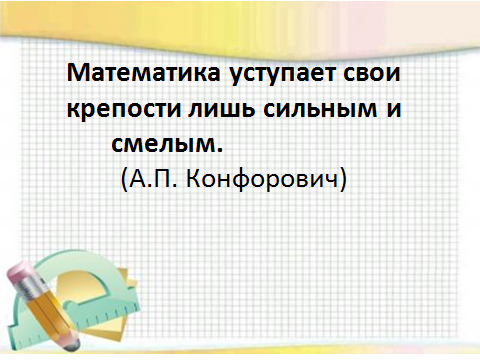 Математика уступает свои
крепости лишь сильным и
смелым.
(А.П. Конфорович)